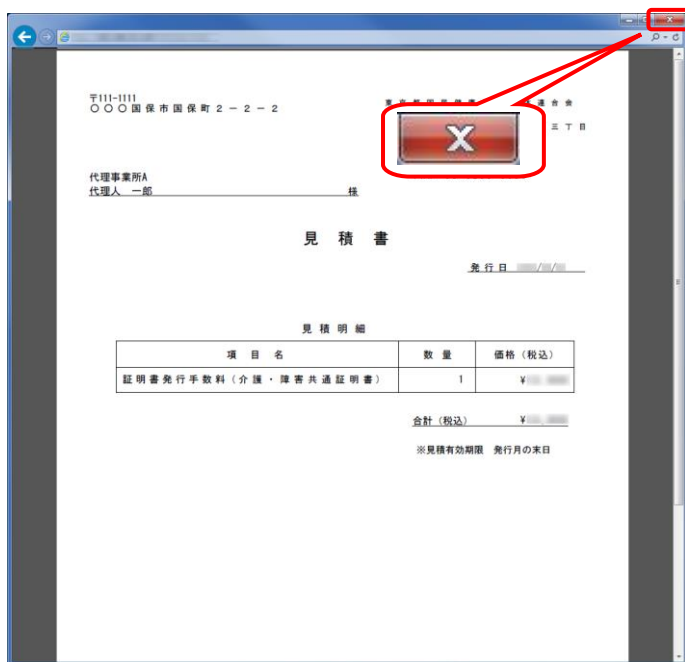 〒111-1111
〇〇〇国保市国保町２－２－２
連合会
三丁目
代理事業所A
代理人 一郎 様
見 積 書
発行日 / /
見積明細
項 目 名 数 量 価格（税込）
証明書発行手数料（介護・障害共通証明書） 1 ¥
合計（税込） ¥
※見積有効期限 発行月の末日